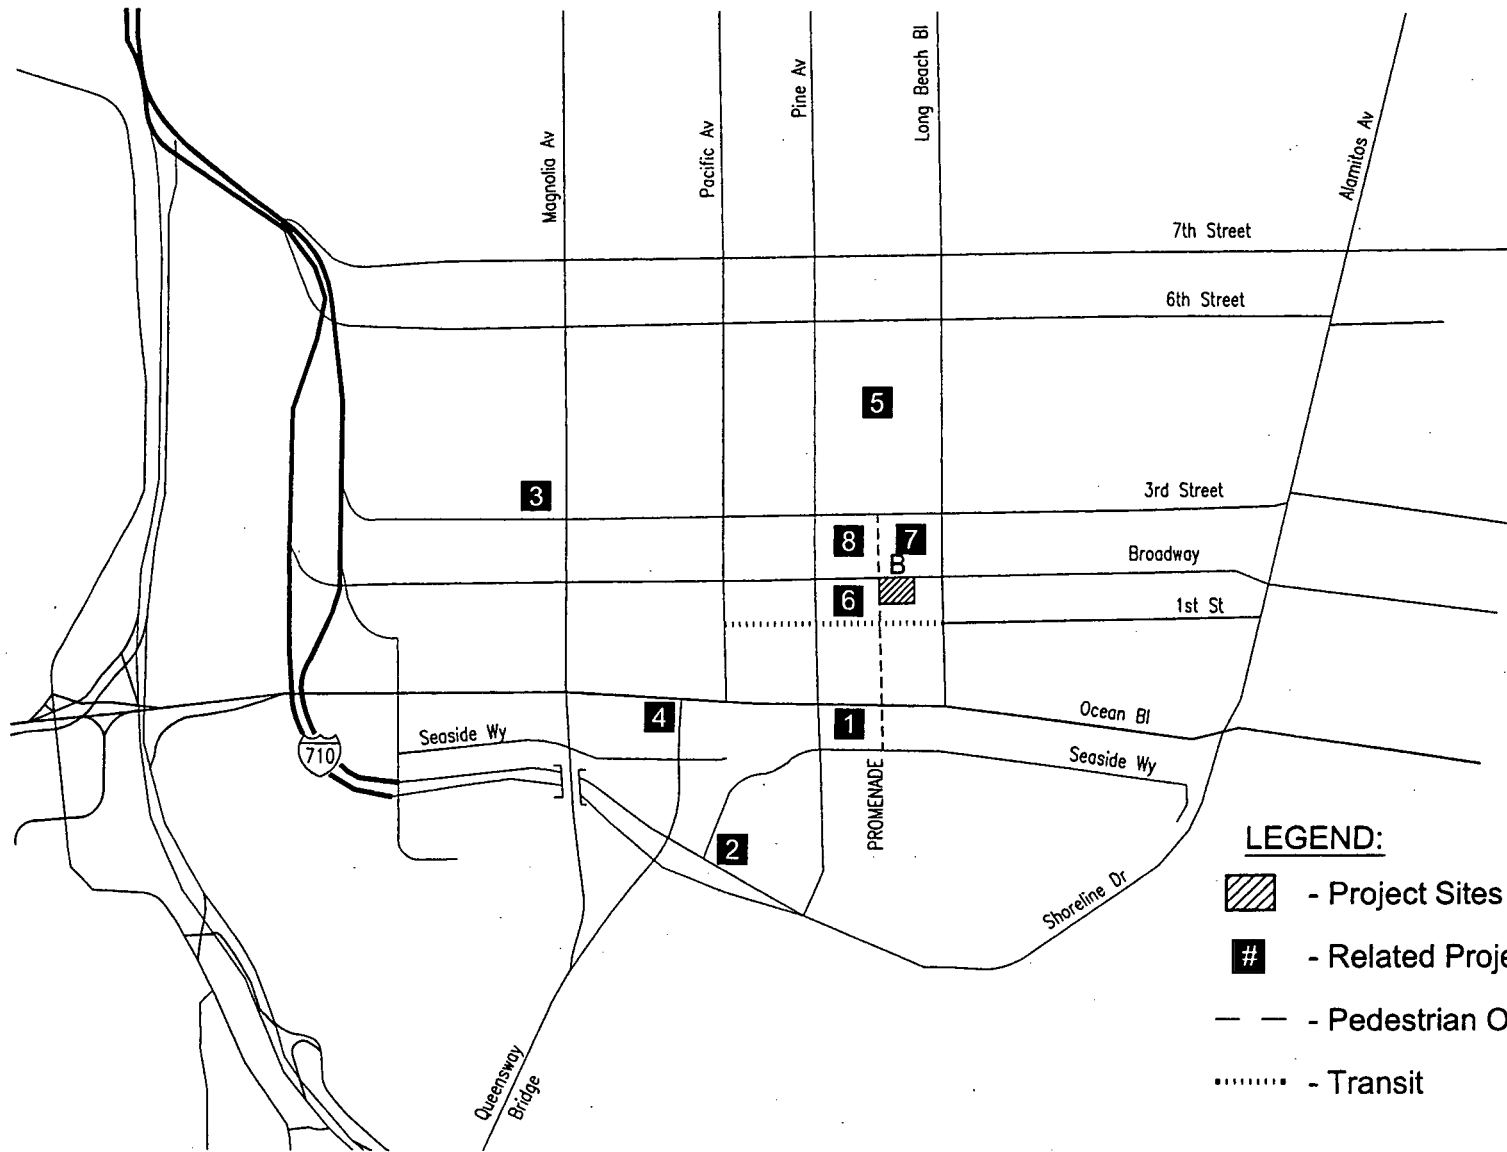 Magnolia Av
Pacific Av
Pine Av
Long Beach Bl
Alamitos Av
7th Street
6th Street
5
3
3rd Street
8
7
B
Broadway
6
1st St
4
1
Ocean Bl
Seaside Wy
710
Seaside Wy
PROMENADE
2
Shoreline Dr
Queensway
Bridge
LEGEND:
- Project Sites
# - Related Proje
- Pedestrian O
- Transit